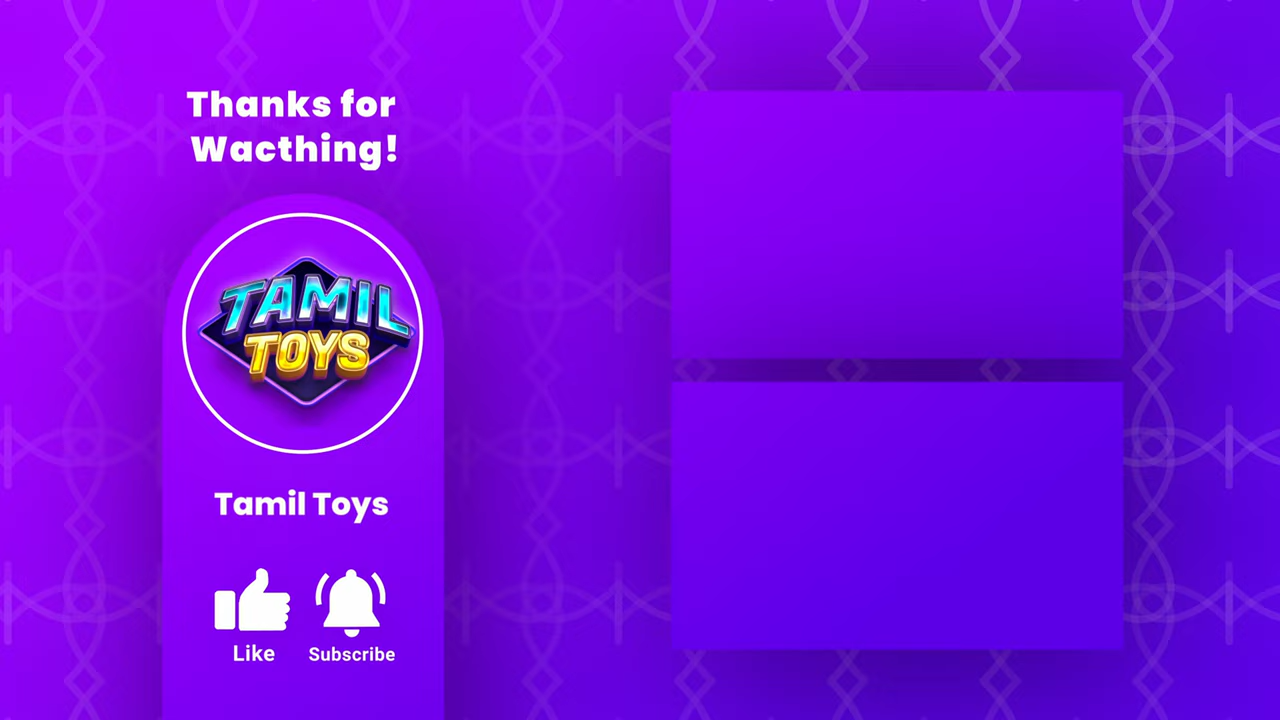 Thanks for
Wacthing!
TAMIL
TOYS
Tamil Toys
Like
Subscribe